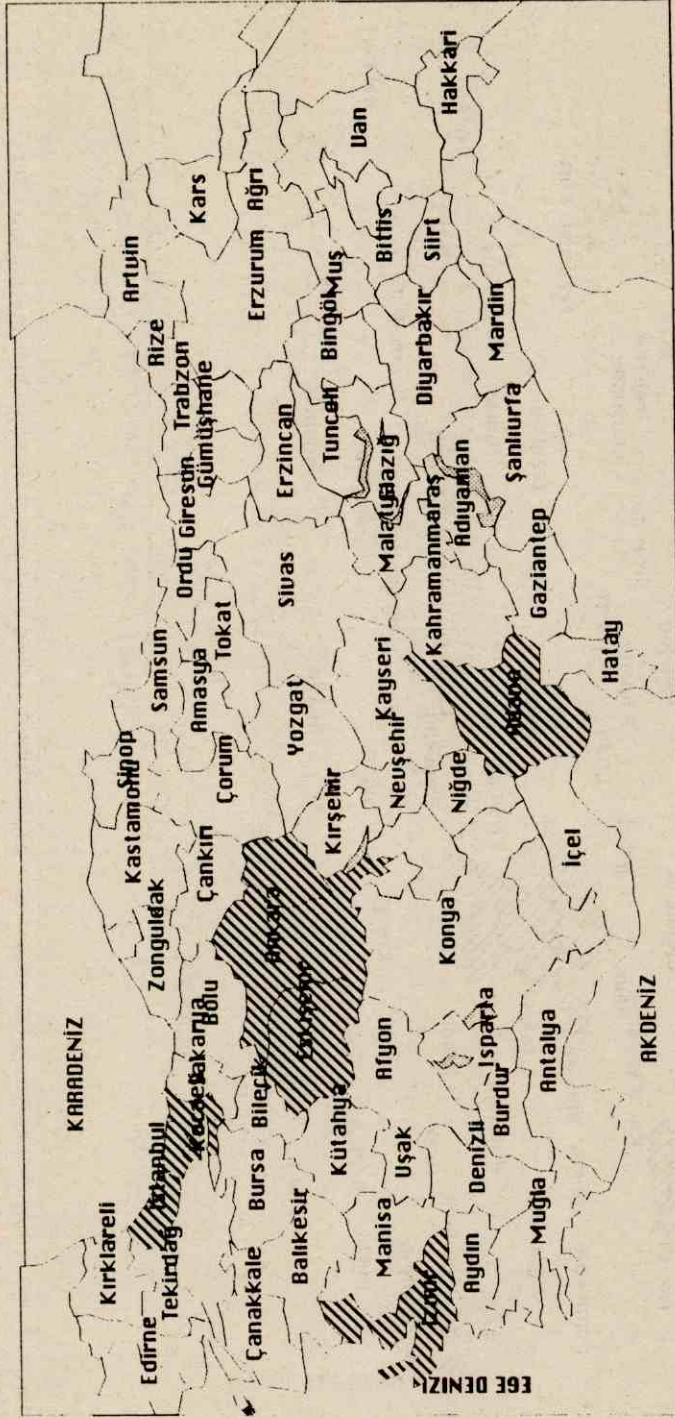 KARADENİZ
Kırklareli
Edirne
Tekirdağ
İstanbul
Kocaeli
Sakarya
Bolu
Zonguldak
Kastamonu
Sinop
Çankırı
Samsun
Amasya
Çorum
Tokat
Ordu
Giresun
Trabzon
Gümüşhane
Rize
Artvin
Kars
Çanakkale
Bursa
Bileçik
Balıkesir
Kütahya
Eskişehir
Ankara
Kırşehir
Yozgat
Sivas
Erzincan
Erzurum
Ağrı
Tunceli
Bingöl
Muş
Van
Bitlis
Siirt
Hakkari
Manisa
Uşak
Afyon
İzmir
Aydın
Denizli
Isparta
Burdur
Muğla
Antalya
Konya
Nevşehir
Niğde
Kayseri
İçel
Adana
Kahramanmaraş
Malatya
Elazığ
Adıyaman
Diyarbakır
Mardin
Şanlıurfa
Gaziantep
Hatay
EGE DENIZI
AKDENİZ